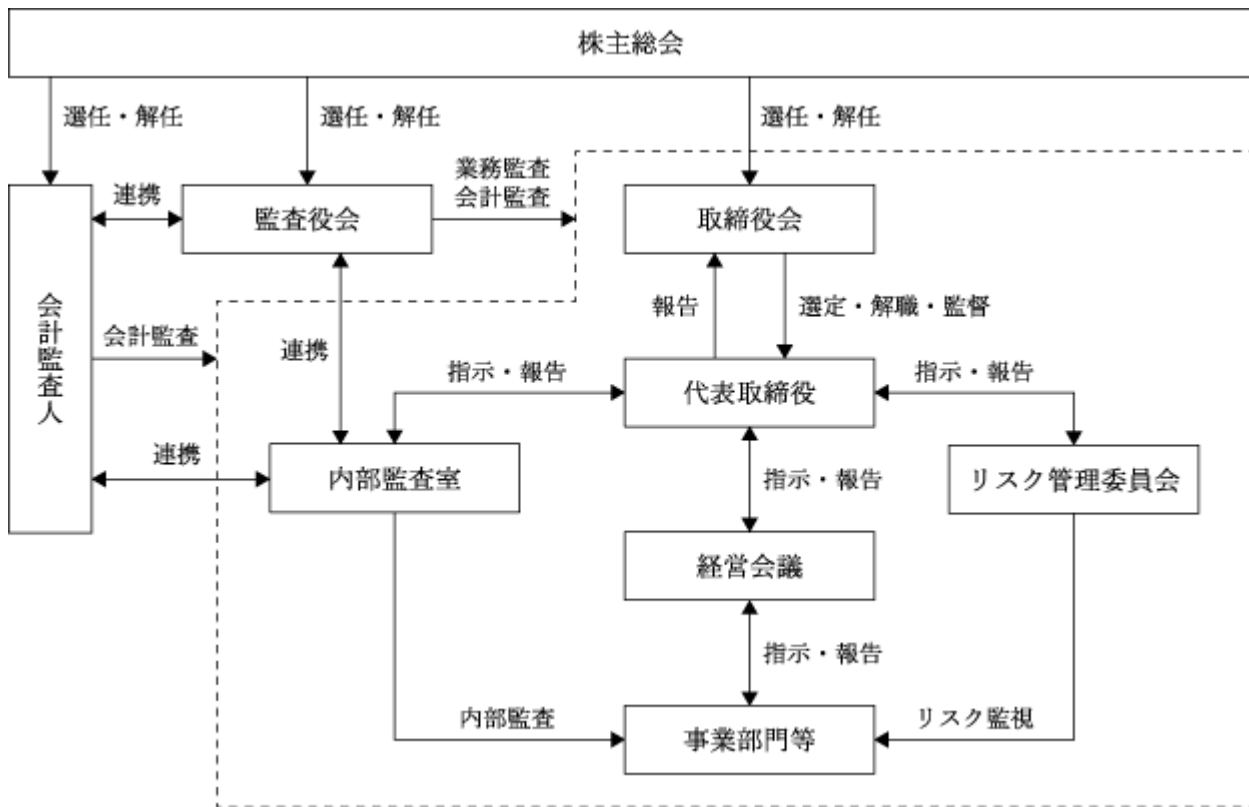 株主総会
選任・解任
選任・解任
選任・解任
業務監査
会計監査
連携
監査役会
取締役会
会計監査人
報告
選定・解職・監督
会計監査
連携
指示・報告
代表取締役
指示・報告
連携
内部監査室
指示・報告
リスク管理委員会
経営会議
指示・報告
内部監査
事業部門等
リスク監視